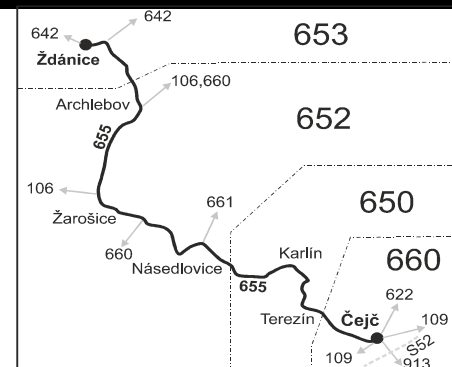 642
642
653
Ždánice
106,660
Archlebov
652
655
106
650
661
Žarošice
660
Násedlovice
Karlín
660
655
622
Terezín
Čejč
109
S52
109
913